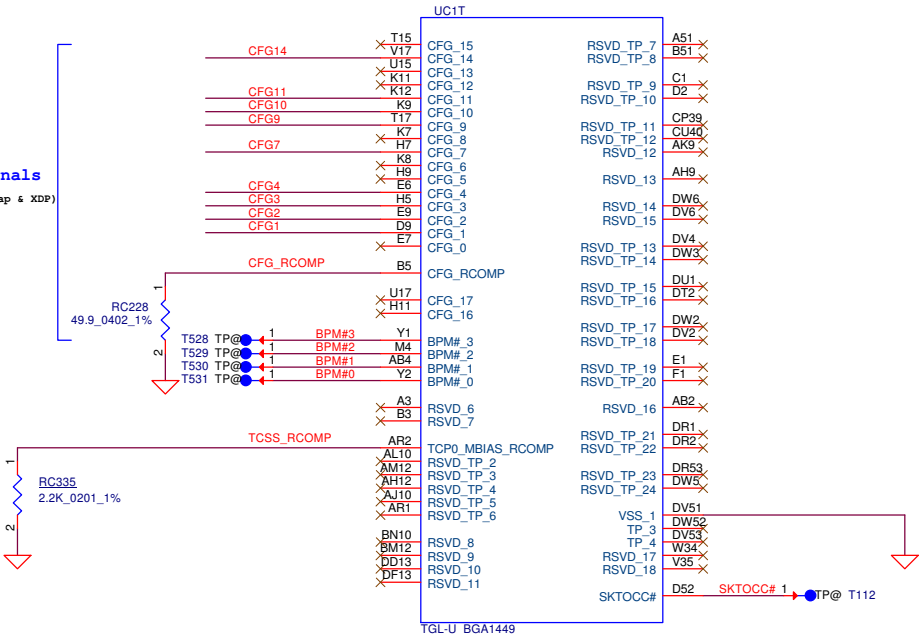 UC1T
T15 CFG_15 RSVD_TP_7 A51
CFG14 V17 CFG_14 RSVD_TP_8 B51
U15 CFG_13
K11 CFG_12 RSVD_TP_9 C1
CFG11 K12 CFG_11 RSVD_TP_10 D2
CFG10 K9 CFG_10
CFG9 T17 CFG_9 RSVD_TP_11 CP39
K7 CFG_8 RSVD_TP_12 CU40
CFG7 H7 CFG_7 RSVD_12 AK9
K8 CFG_6
nals H9 CFG_5 RSVD_13 AH9
CFG4 E6 CFG_4
ap & XDP) CFG3 H5 CFG_3 RSVD_14 DW6
CFG2 E9 CFG_2 RSVD_15 DV6
CFG1 D9 CFG_1
E7 CFG_0 RSVD_TP_13 DV4
RSVD_TP_14 DW3
CFG_RCOMP B5 CFG_RCOMP
1 RSVD_TP_15 DU1
U17 CFG_17 RSVD_TP_16 DT2
RC228 H11 CFG_16
49.9_0402_1% RSVD_TP_17 DW2
T528 TP@ 1 BPM#3 Y1 BPM#_3 RSVD_TP_18 DV2
2 T529 TP@ 1 BPM#2 M4 BPM#_2
T530 TP@ 1 BPM#1 AB4 BPM#_1 RSVD_TP_19 E1
T531 TP@ 1 BPM#0 Y2 BPM#_0 RSVD_TP_20 F1
A3 RSVD_6 RSVD_16 AB2
B3 RSVD_7
RSVD_TP_21 DR1
TCSS_RCOMP AR2 TCP0_MBIAS_RCOMP RSVD_TP_22 DR2
1 AL10 RSVD_TP_2
AM12 RSVD_TP_3 RSVD_TP_23 DR53
RC335 AH12 RSVD_TP_4 RSVD_TP_24 DW5
2.2K_0201_1% AJ10 RSVD_TP_5
AR1 RSVD_TP_6 VSS_1 DV51
2 TP_3 DW52
BN10 RSVD_8 TP_4 DV53
BM12 RSVD_9 RSVD_17 W34
DD13 RSVD_10 RSVD_18 V35
DF13 RSVD_11
SKTOCC# D52 SKTOCC# 1 TP@ T112
TGL-U_BGA1449